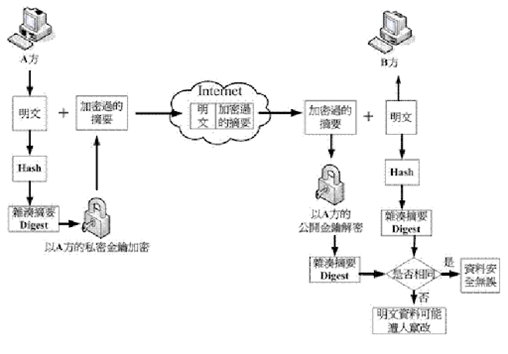 A方
明文
+
加密過的
摘要
Hash
雜湊摘要
Digest
以A方的私密金鑰加密
Internet
明
文
加密過
的摘要
加密過的
摘要
+
B方
明文
以A方的
公開金鑰解密
Hash
雜湊摘要
Digest
雜湊摘要
Digest
是否相同
是
資料安
全無誤
否
明文資料可能
遭人竄改